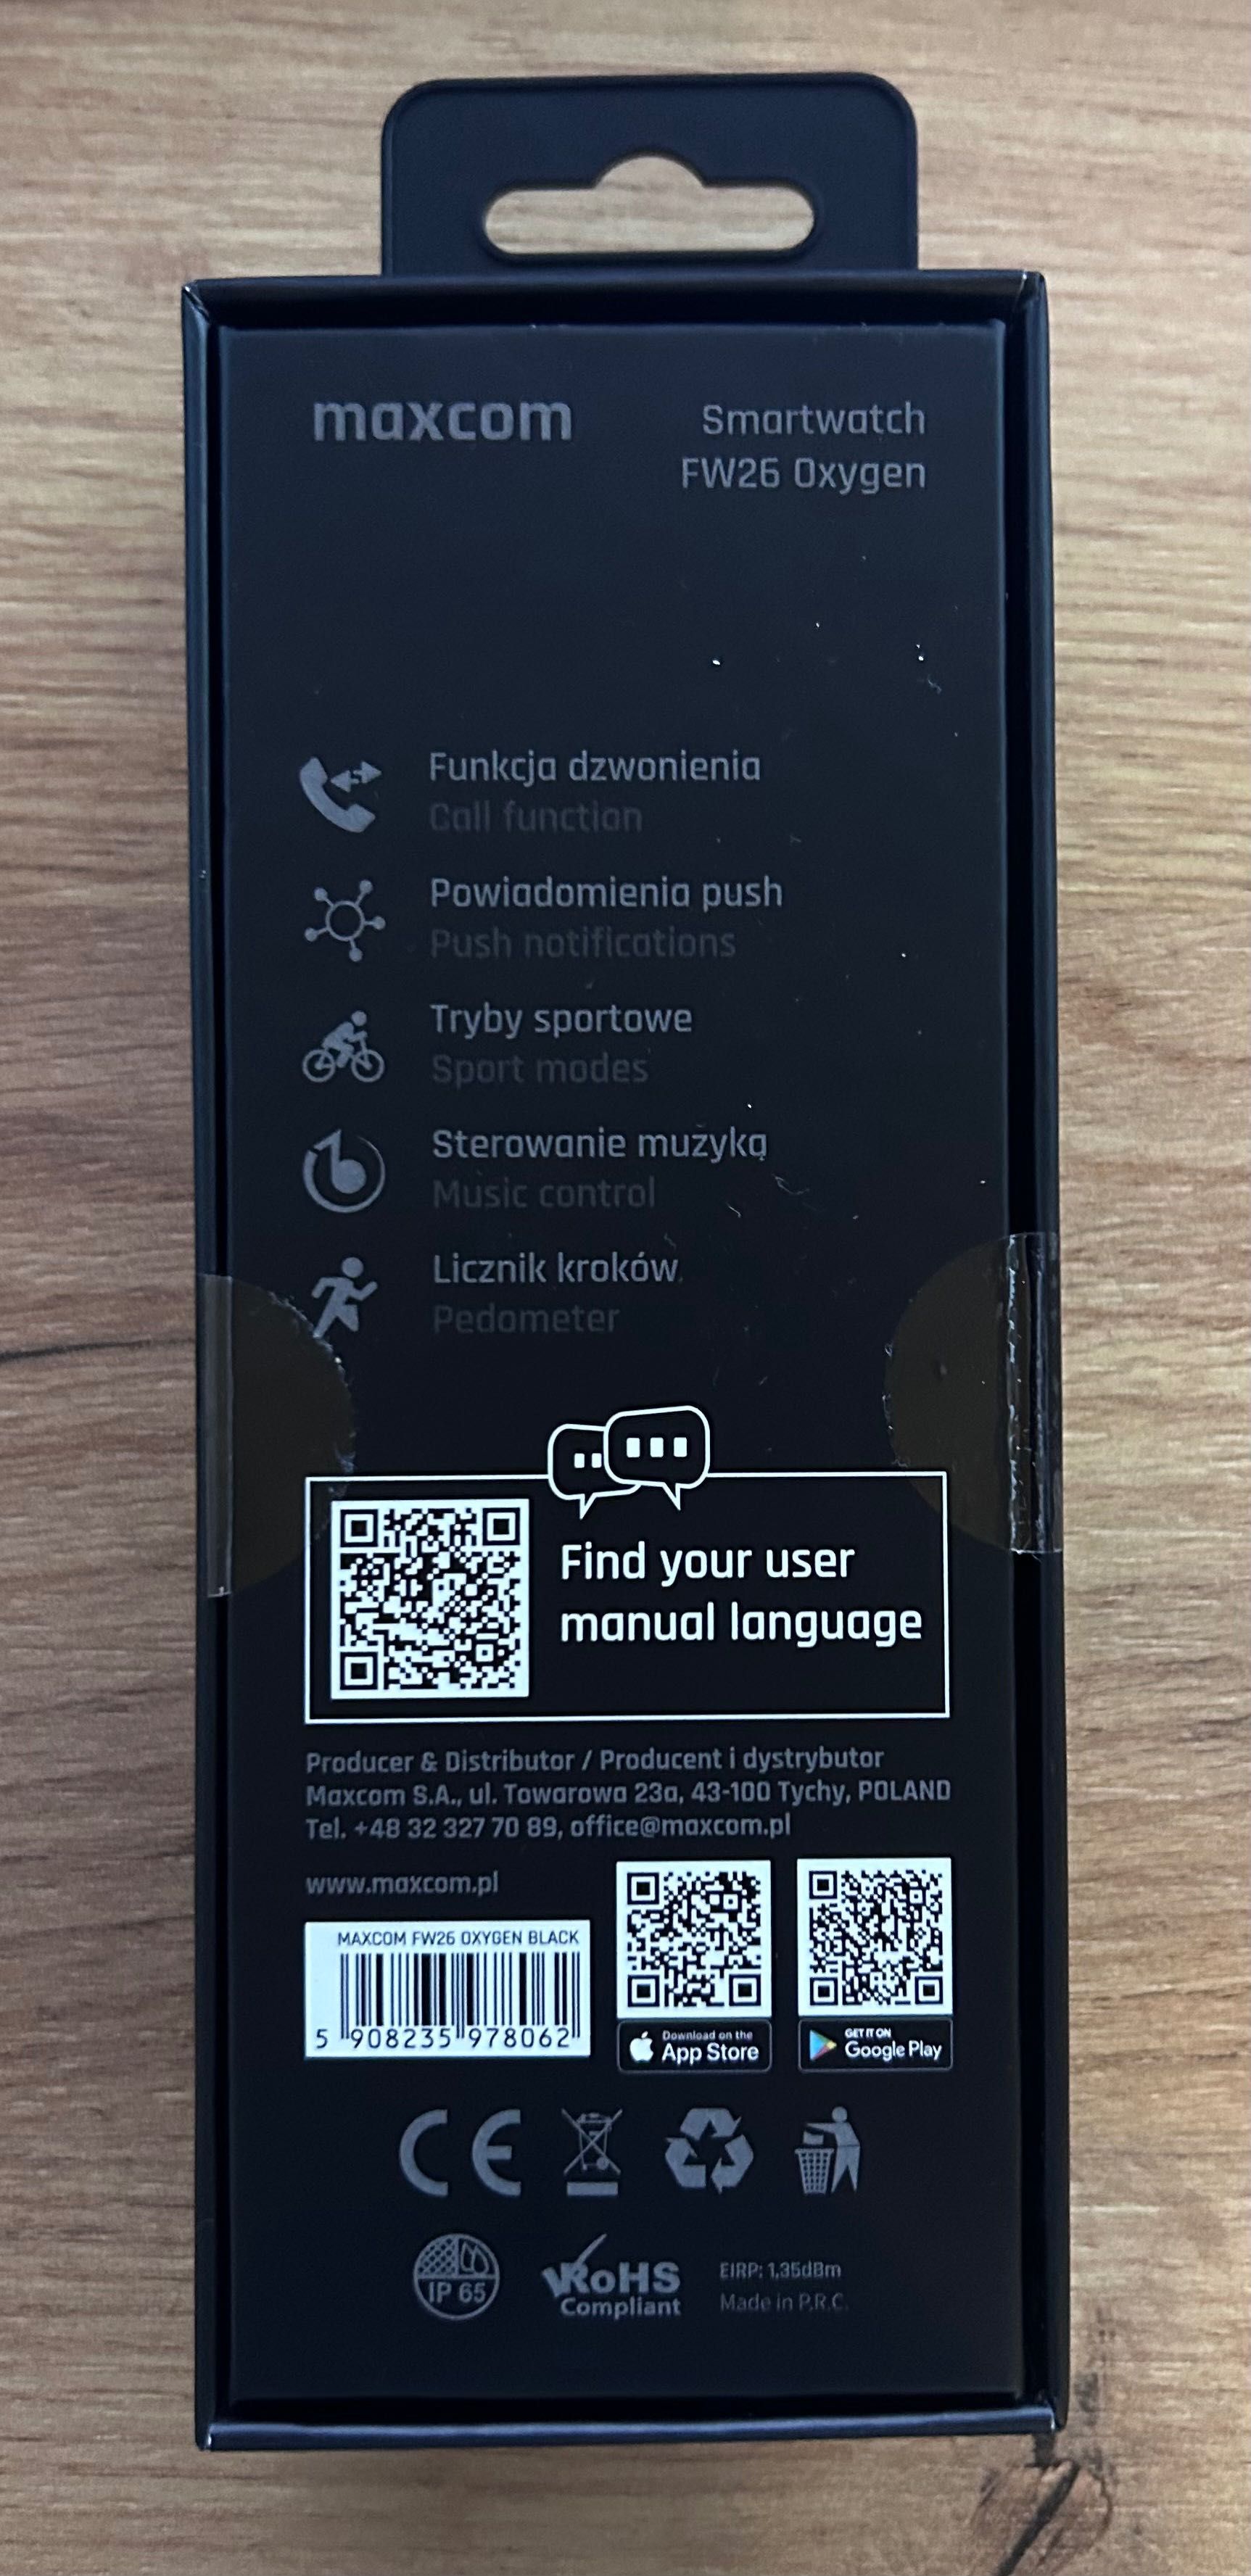 maxcom
Smartwatch
FW26 Oxygen
Funkcja dzwonienia
Call function
Powiadomienia push
Push notifications
Tryby sportowe
Sport modes
Sterowanie muzyką
Music control
Licznik kroków
Pedometer
Find your user
manual language
Producer & Distributor / Producent i dystrybutor
Maxcom S.A., ul. Towarowa 23a, 43-100 Tychy, POLAND
Tel. +48 32 327 70 89, office@maxcom.pl
www.maxcom.pl
MAXCOM FW26 OXYGEN BLACK
5 908235 978062
Download on the
App Store
GET IT ON
Google Play
CE
IP 65
RoHS
Compliant
EIRP: 1,35dBm
Made in P.R.C.